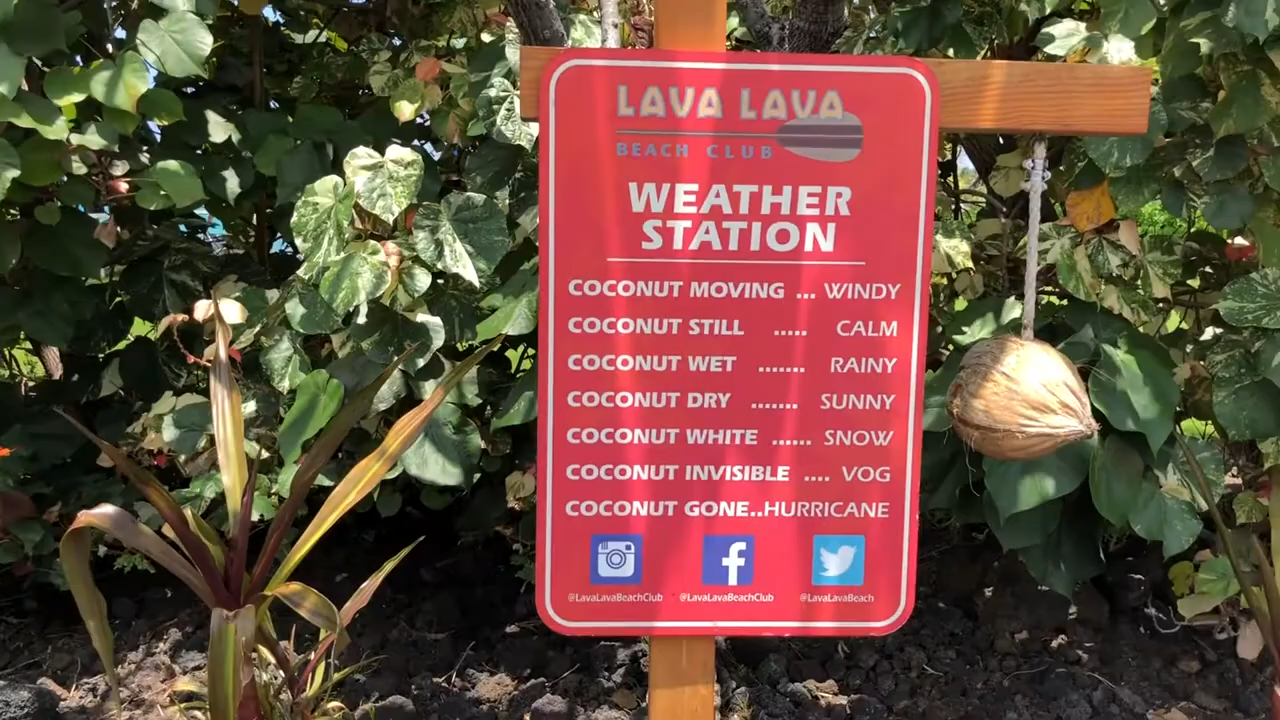 LAVA LAVA
BEACH CLUB
WEATHER
STATION
COCONUT MOVING ... WINDY
COCONUT STILL ..... CALM
COCONUT WET ....... RAINY
COCONUT DRY ....... SUNNY
COCONUT WHITE ...... SNOW
COCONUT INVISIBLE .... VOG
COCONUT GONE..HURRICANE
@LavaLavaBeachClub @LavaLavaBeachClub @LavaLavaBeach